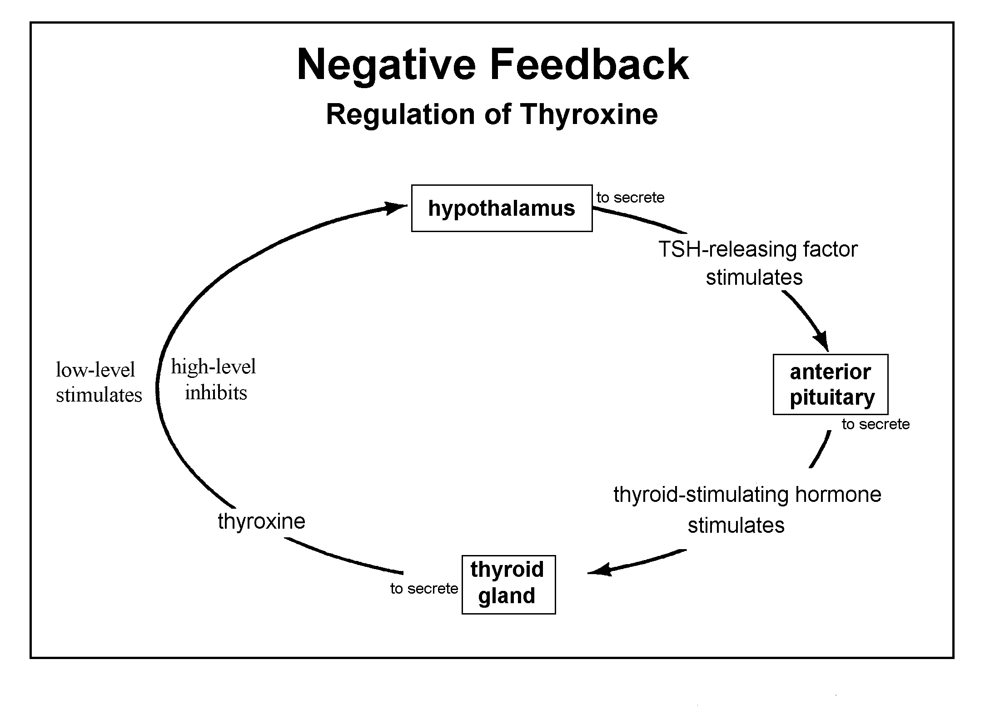 Negative Feedback
Regulation of Thyroxine
hypothalamus
to secrete
TSH-releasing factor
stimulates
anterior
pituitary
to secrete
thyroid-stimulating hormone
stimulates
thyroid
gland
to secrete
thyroxine
low-level
stimulates
high-level
inhibits